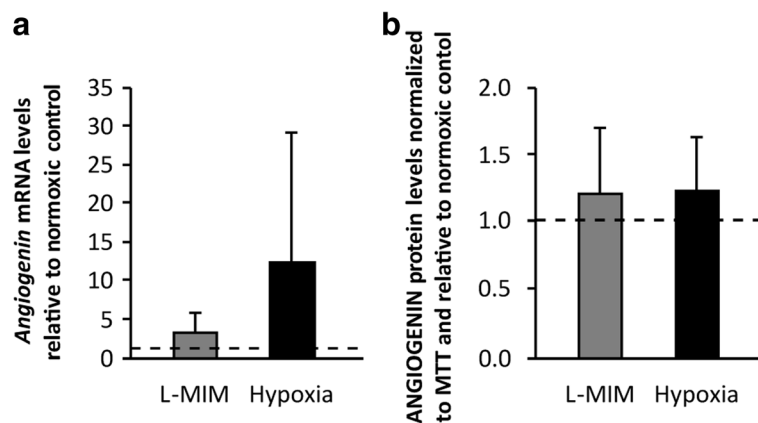 a
Angiogenin mRNA levels
relative to normoxic control
35
30
25
20
15
10
5
0
L-MIM Hypoxia
b
ANGIOGENIN protein levels normalized
to MTT and relative to normoxic contol
2.0
1.5
1.0
0.5
0.0
L-MIM Hypoxia